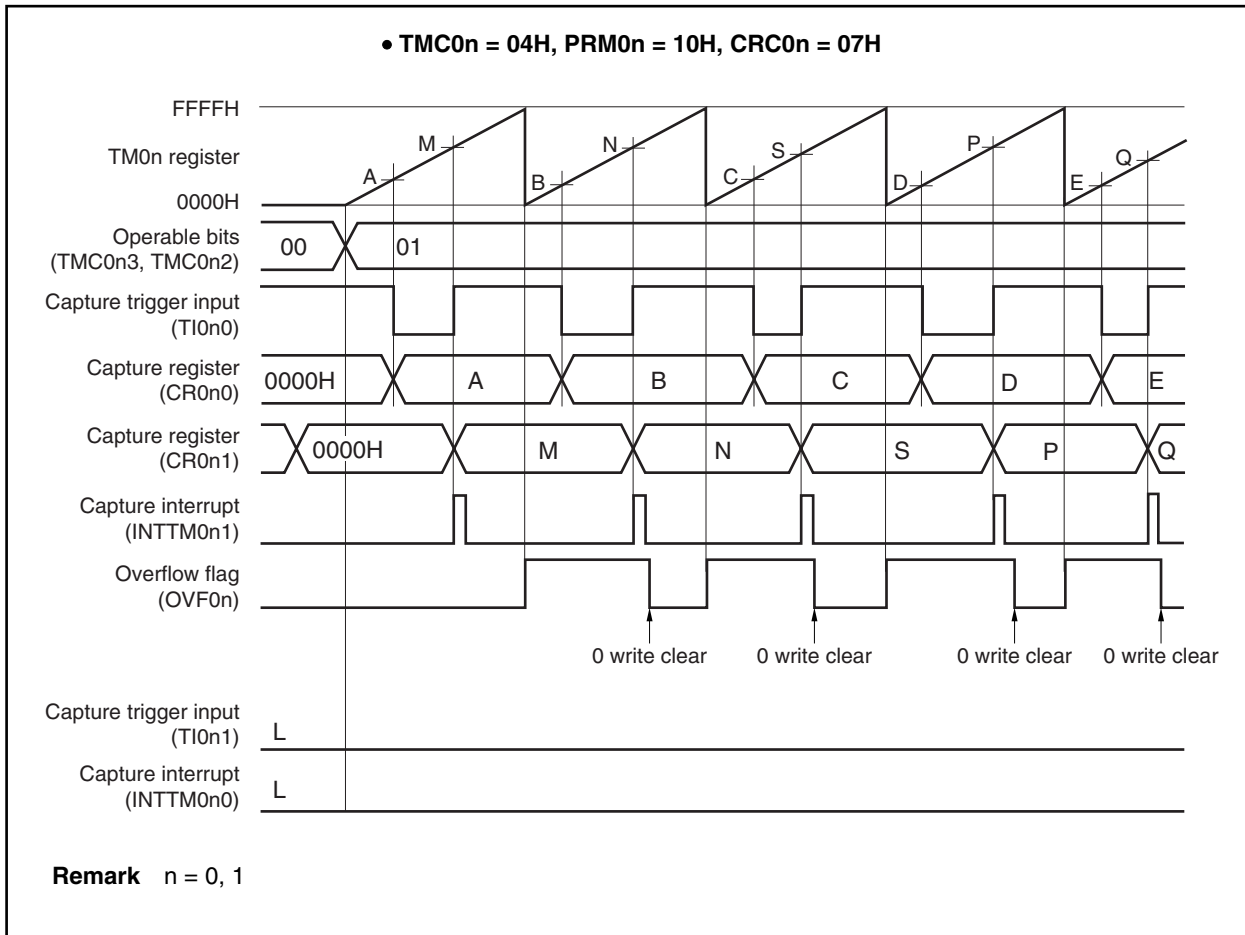 • TMC0n = 04H, PRM0n = 10H, CRC0n = 07H
FFFFH
TM0n register
0000H
A M B N C S D P E Q
Operable bits
(TMC0n3, TMC0n2)
00 01
Capture trigger input
(TI0n0)
Capture register
(CR0n0)
0000H A B C D E
Capture register
(CR0n1)
0000H M N S P Q
Capture interrupt
(INTTM0n1)
Overflow flag
(OVF0n)
0 write clear 0 write clear 0 write clear 0 write clear
Capture trigger input
(TI0n1)
L
Capture interrupt
(INTTM0n0)
L
Remark n = 0, 1